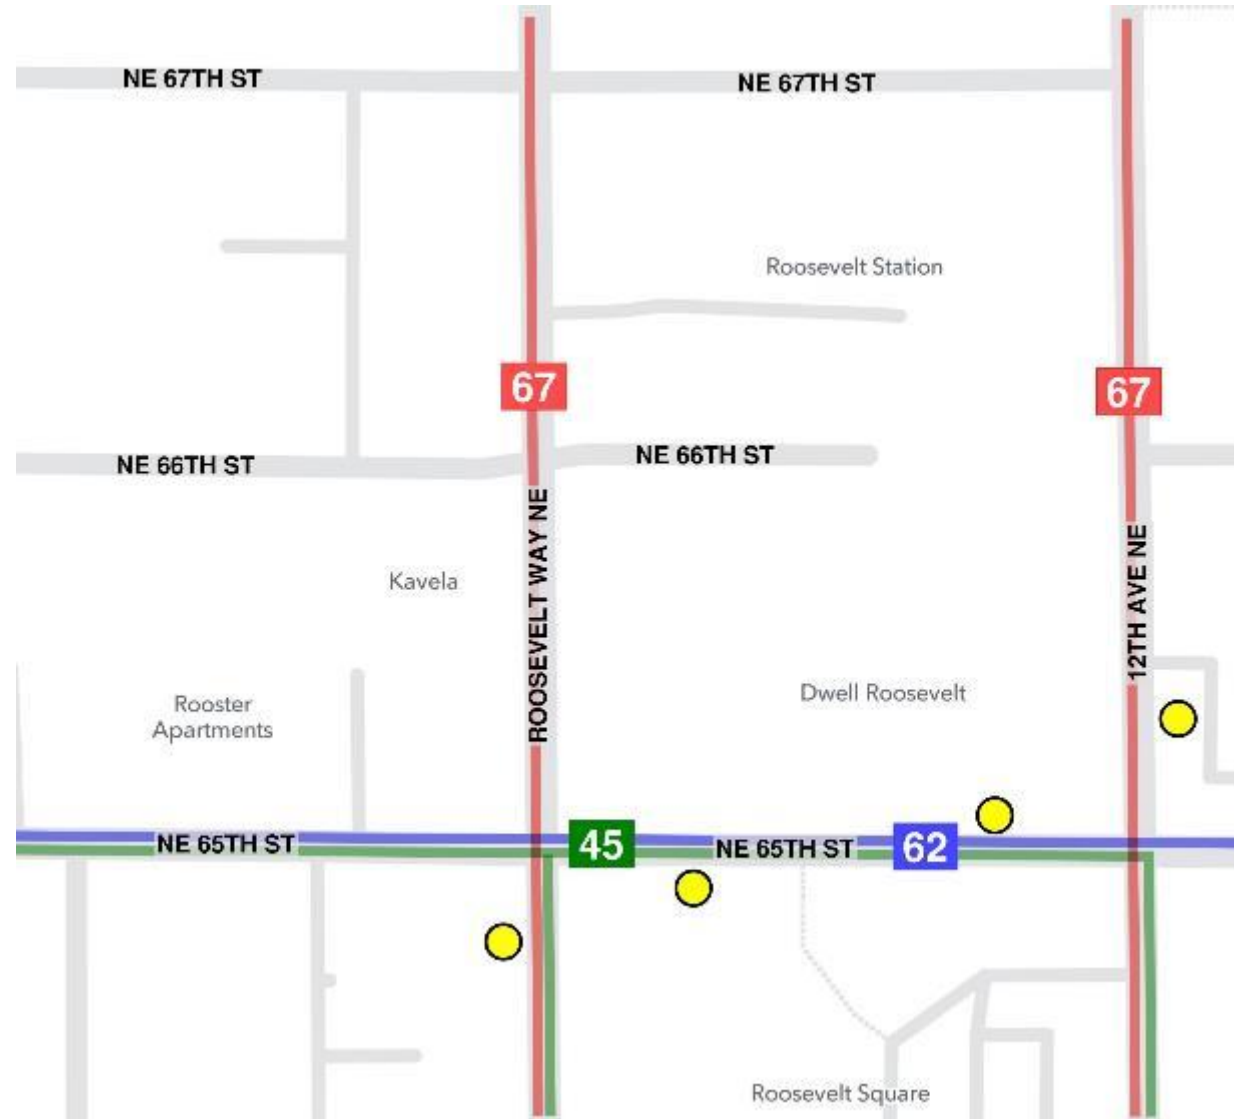 NE 67TH ST
NE 67TH ST
Roosevelt Station
67
67
NE 66TH ST
NE 66TH ST
ROOSEVELT WAY NE
12TH AVE NE
Kavela
Rooster
Apartments
Dwell Roosevelt
NE 65TH ST
45
NE 65TH ST
62
Roosevelt Square